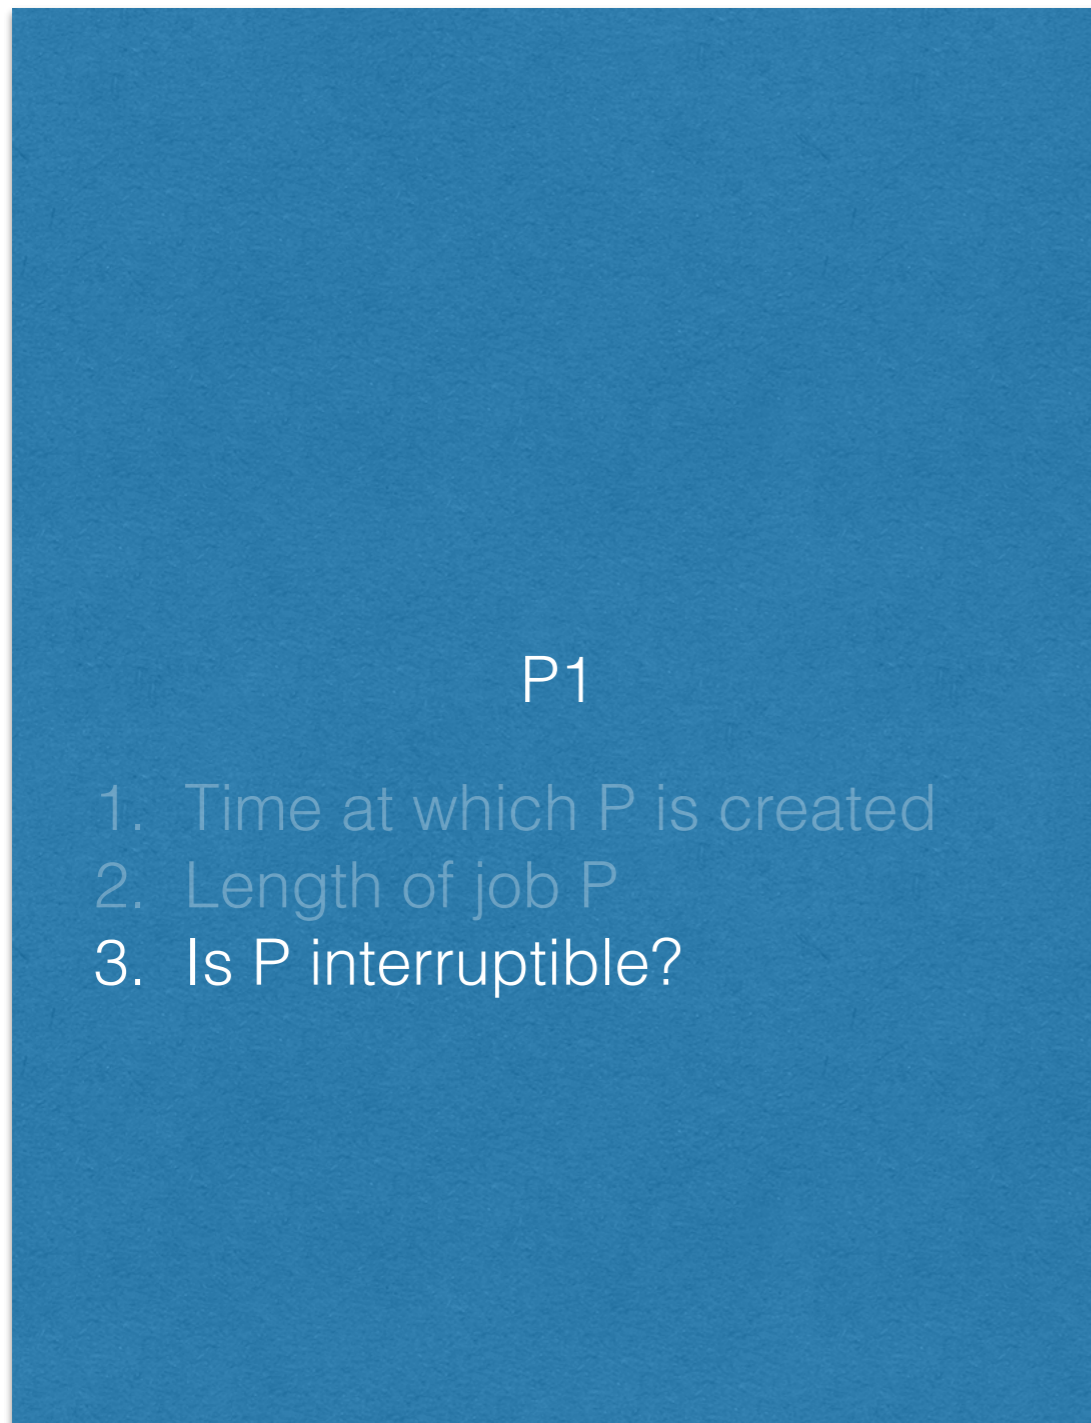 P1
1. Time at which P is created
2. Length of job P
3. Is P interruptible?